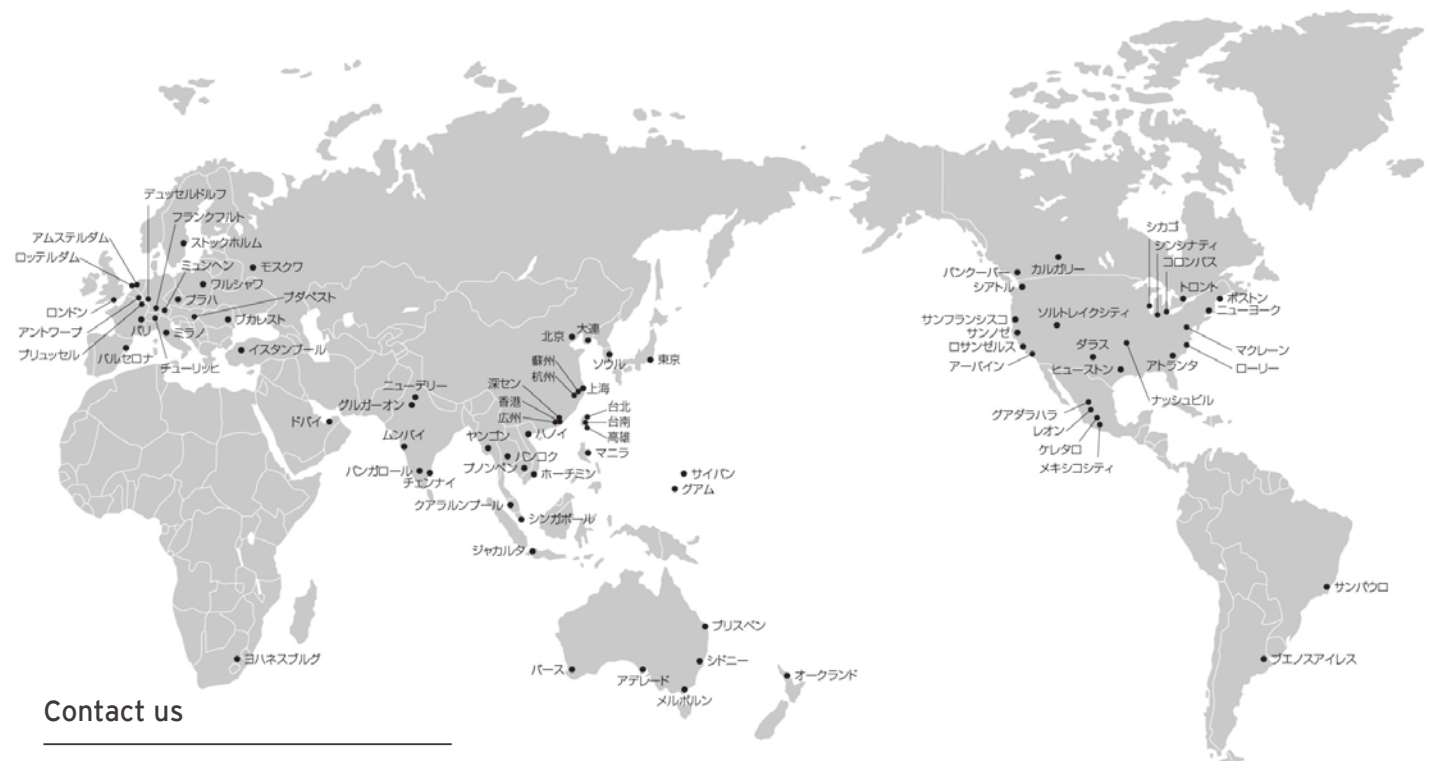 デュッセルドルフ
フランクフルト
アムステルダム
ストックホルム
ロッテルダム
ミュンヘン
モスクワ
ワルシャワ
ロンドン
プラハ
ブダペスト
アントワープ
パリ
ミラノ
ブカレスト
ブリュッセル
バルセロナ
イスタンブール
チューリッヒ
ニューデリー
グルガーオン
ドバイ
ムンバイ
バンガロール
チェンナイ
北京
大連
ソウル
東京
蘇州
杭州
上海
深セン
香港
広州
台北
台南
高雄
ハノイ
ヤンゴン
バンコク
マニラ
プノンペン
ホーチミン
サイパン
グアム
クアラルンプール
シンガポール
ジャカルタ
ブリスベン
シドニー
パース
アデレード
メルボルン
オークランド
ヨハネスブルグ
シカゴ
シンシナティ
コロンバス
バンクーバー
カルガリー
シアトル
トロント
ボストン
ニューヨーク
サンフランシスコ
ソルトレイクシティ
サンノゼ
ロサンゼルス
ダラス
マクレーン
アーバイン
ヒューストン
アトランタ
ローリー
ナッシュビル
グアダラハラ
レオン
ケレタロ
メキシコシティ
サンパウロ
ブエノスアイレス
Contact us